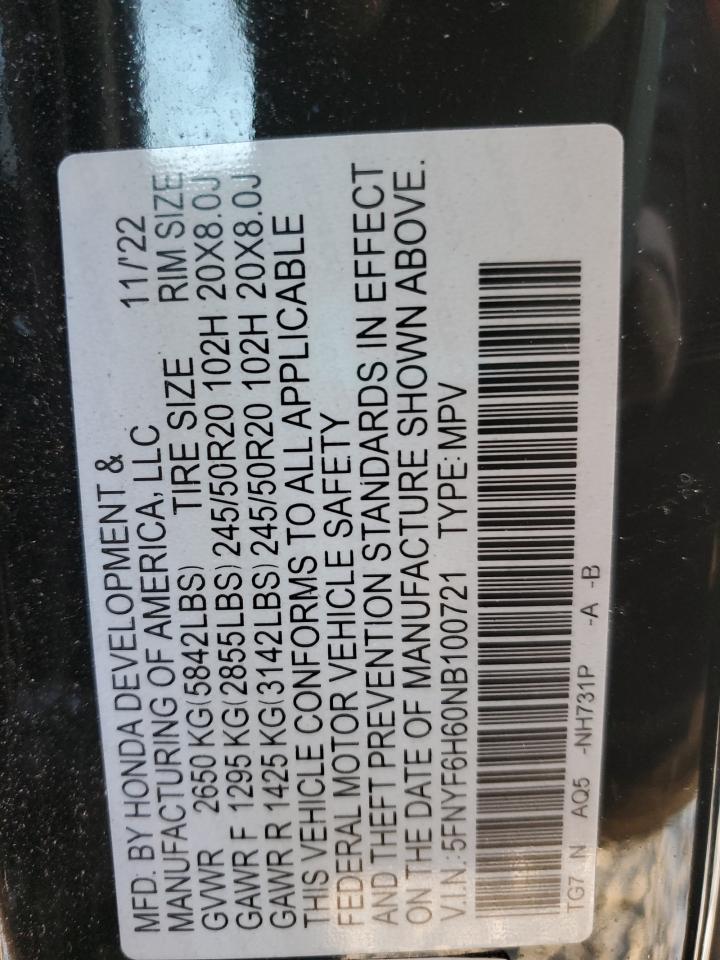 MFD. BY HONDA DEVELOPMENT & 11/'22
MANUFACTURING OF AMERICA, LLC
TIRE SIZE RIM SIZE
GVWR 2650 KG(5842LBS)
GAWR F 1295 KG(2855LBS) 245/50R20 102H 20X8.0J
GAWR R 1425 KG(3142LBS) 245/50R20 102H 20X8.0J
THIS VEHICLE CONFORMS TO ALL APPLICABLE
FEDERAL MOTOR VEHICLE SAFETY
AND THEFT PREVENTION STANDARDS IN EFFECT
ON THE DATE OF MANUFACTURE SHOWN ABOVE.
V.I.N.:5FNYF6H60NB100721 TYPE:MPV
TG7 N AQ5 -NH731P -A -B